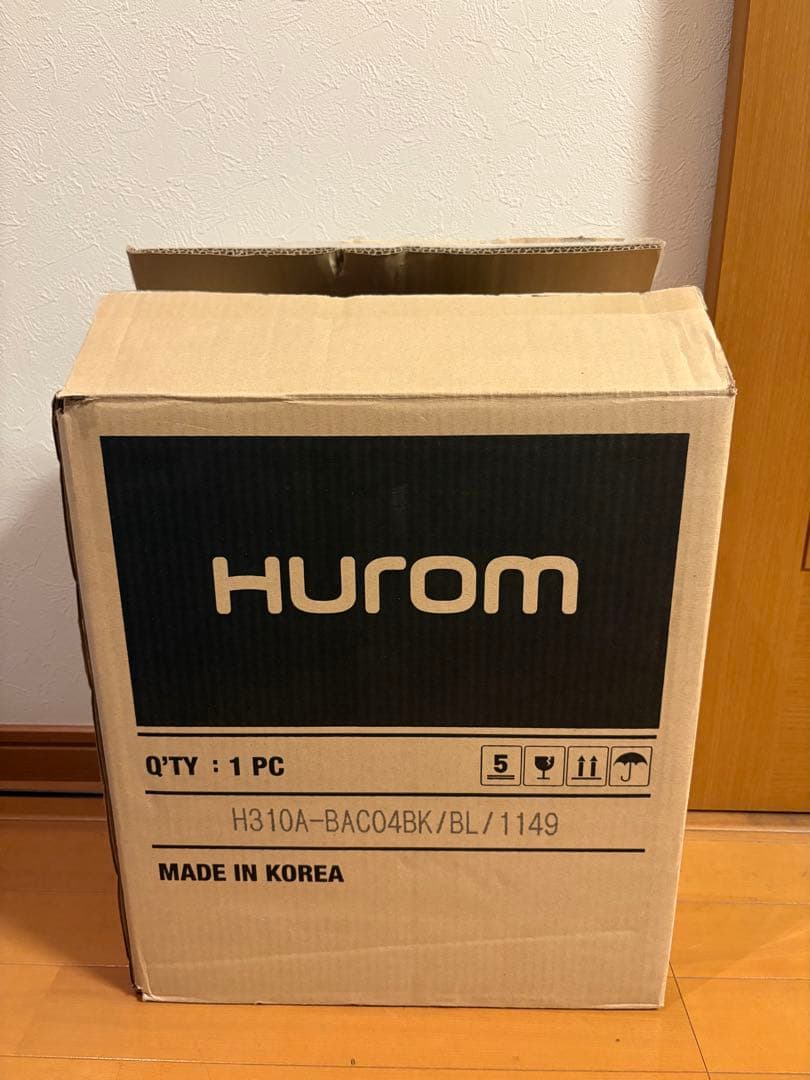 Hurom
Q'TY : 1 PC
5
H310A-BAC04BK/BL/1149
MADE IN KOREA